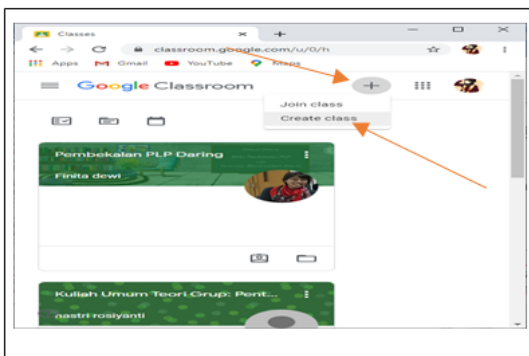 Classes
classroom.google.com/u/0/h
Apps Gmail YouTube Maps
Google Classroom
Join class
Create class
Pembekalan PLP Daring
Finita dewi
Kuliah Umum Teori Grup: Pent...
nastri rosiyanti